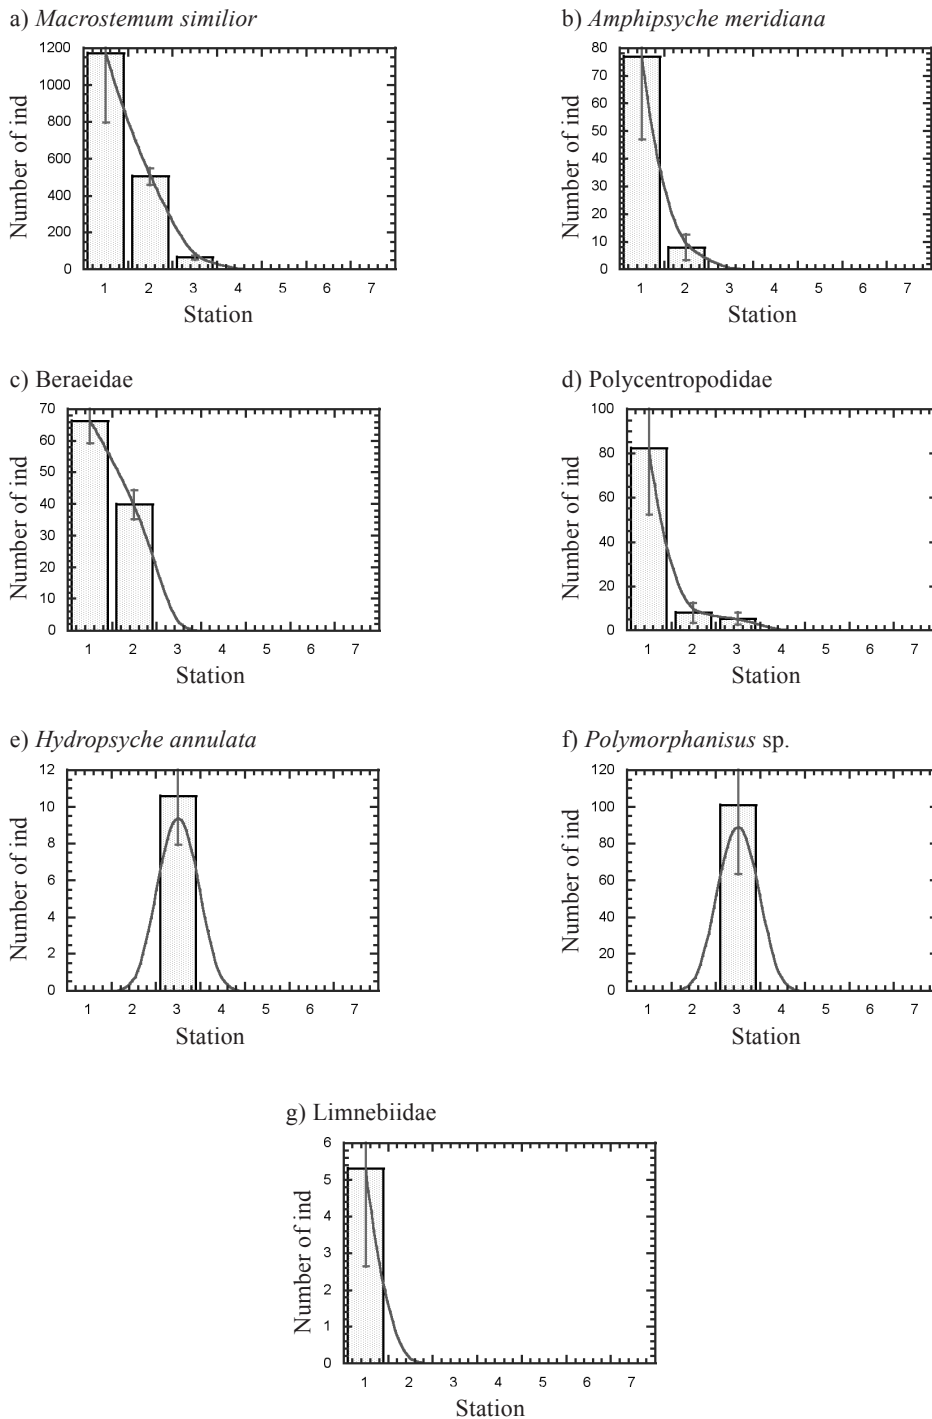 a) Macrostemum similior
1200
1000
800
600
400
200
0
Number of ind
1 2 3 4 5 6 7
Station
b) Amphipsyche meridiana
80
70
60
50
40
30
20
10
0
Number of ind
1 2 3 4 5 6 7
Station
c) Beraeidae
70
60
50
40
30
20
10
0
Number of ind
1 2 3 4 5 6 7
Station
d) Polycentropodidae
100
80
60
40
20
0
Number of ind
1 2 3 4 5 6 7
Station
e) Hydropsyche annulata
12
10
8
6
4
2
0
Number of ind
1 2 3 4 5 6 7
Station
f) Polymorphanisus sp.
120
100
80
60
40
20
0
Number of ind
1 2 3 4 5 6 7
Station
g) Limnebiidae
6
5
4
3
2
1
0
Number of ind
1 2 3 4 5 6 7
Station